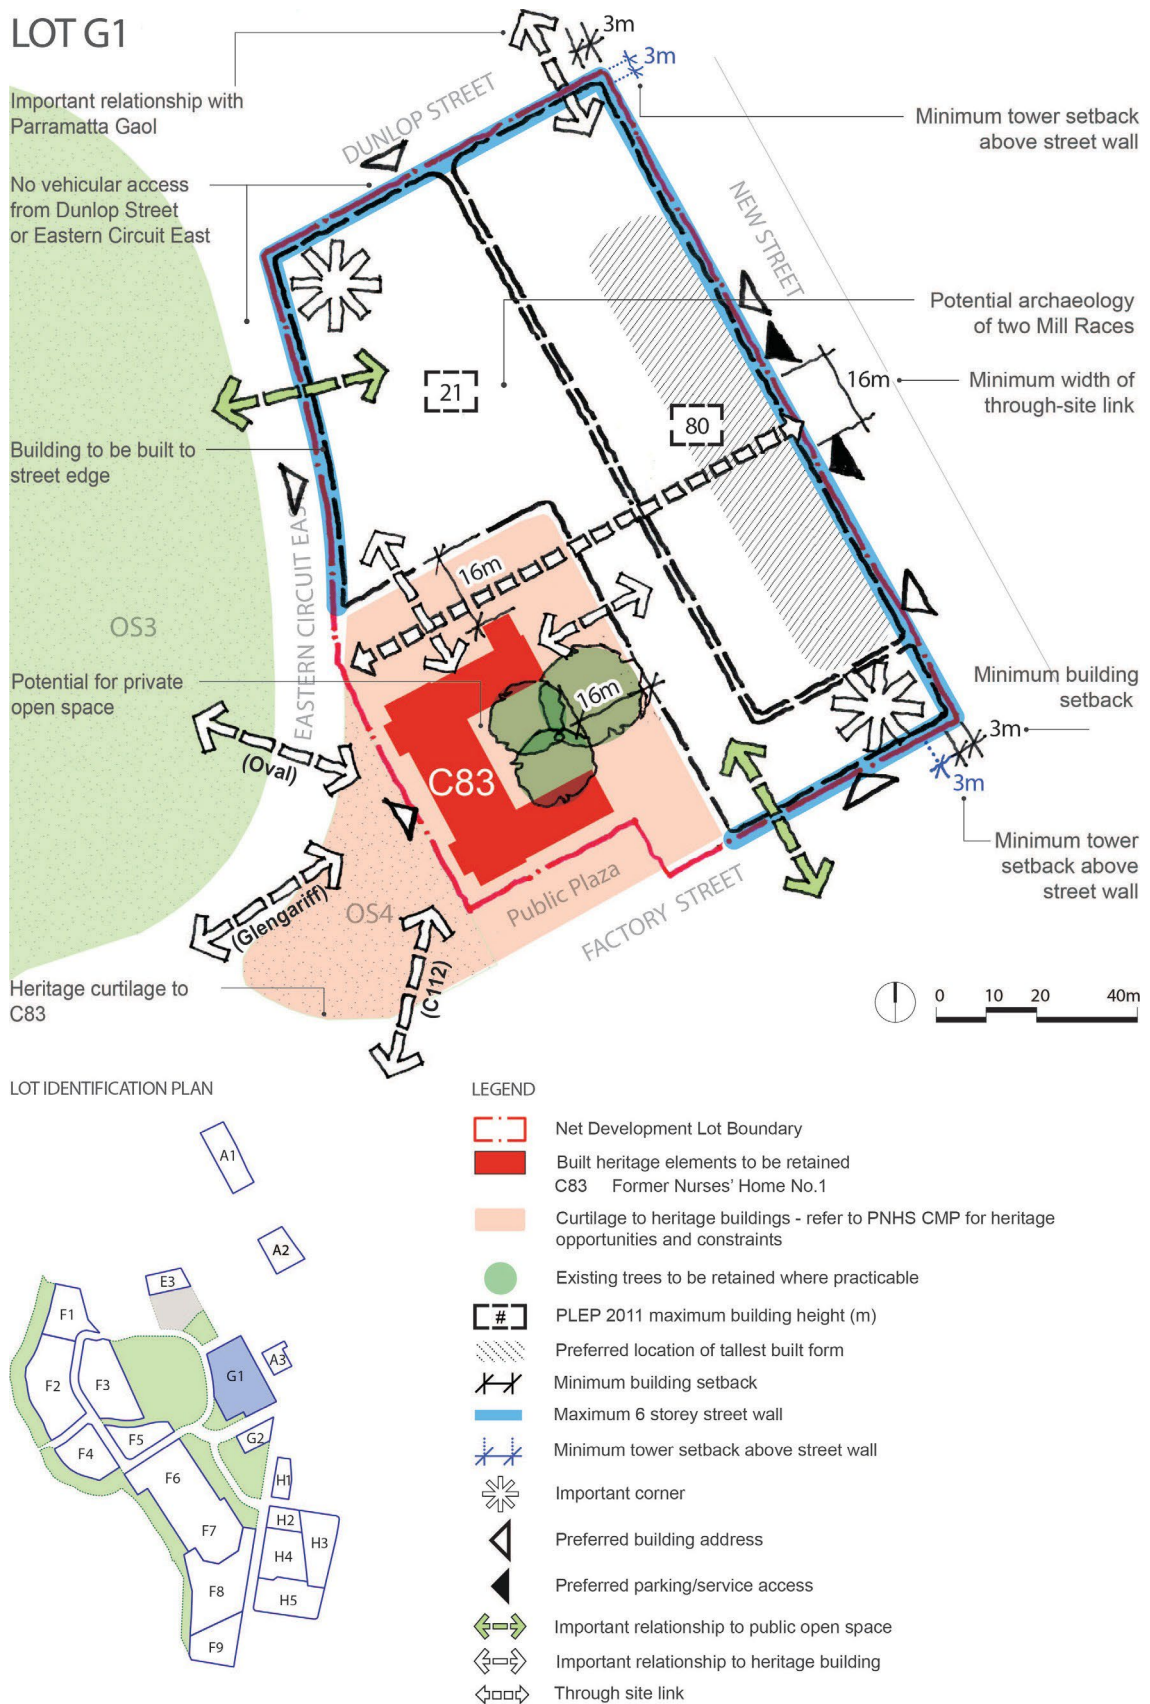 LOT G1
3m
3m
Important relationship with
Parramatta Gaol
DUNLOP STREET
Minimum tower setback
above street wall
No vehicular access
from Dunlop Street
or Eastern Circuit East
NEW STREET
Potential archaeology
of two Mill Races
21
16m
Minimum width of
through-site link
80
Building to be built to
street edge
EASTERN CIRCUIT EAS
16m
OS3
Potential for private
open space
16m
Minimum building
setback
3m
(Oval)
C83
3m
Minimum tower
setback above
street wall
Public Plaza
(Glengariff)
OS4
FACTORY STREET
(C112)
Heritage curtilage to
C83
0 10 20 40m
LOT IDENTIFICATION PLAN
A1
A2
E3
F1
A3
G1
F2
F3
F5
G2
F4
F6
H1
H2
F7
H3
H4
F8
H5
F9
LEGEND
Net Development Lot Boundary
Built heritage elements to be retained
C83 Former Nurses' Home No.1
Curtilage to heritage buildings - refer to PNHS CMP for heritage
opportunities and constraints
Existing trees to be retained where practicable
# PLEP 2011 maximum building height (m)
Preferred location of tallest built form
Minimum building setback
Maximum 6 storey street wall
Minimum tower setback above street wall
Important corner
Preferred building address
Preferred parking/service access
Important relationship to public open space
Important relationship to heritage building
Through site link